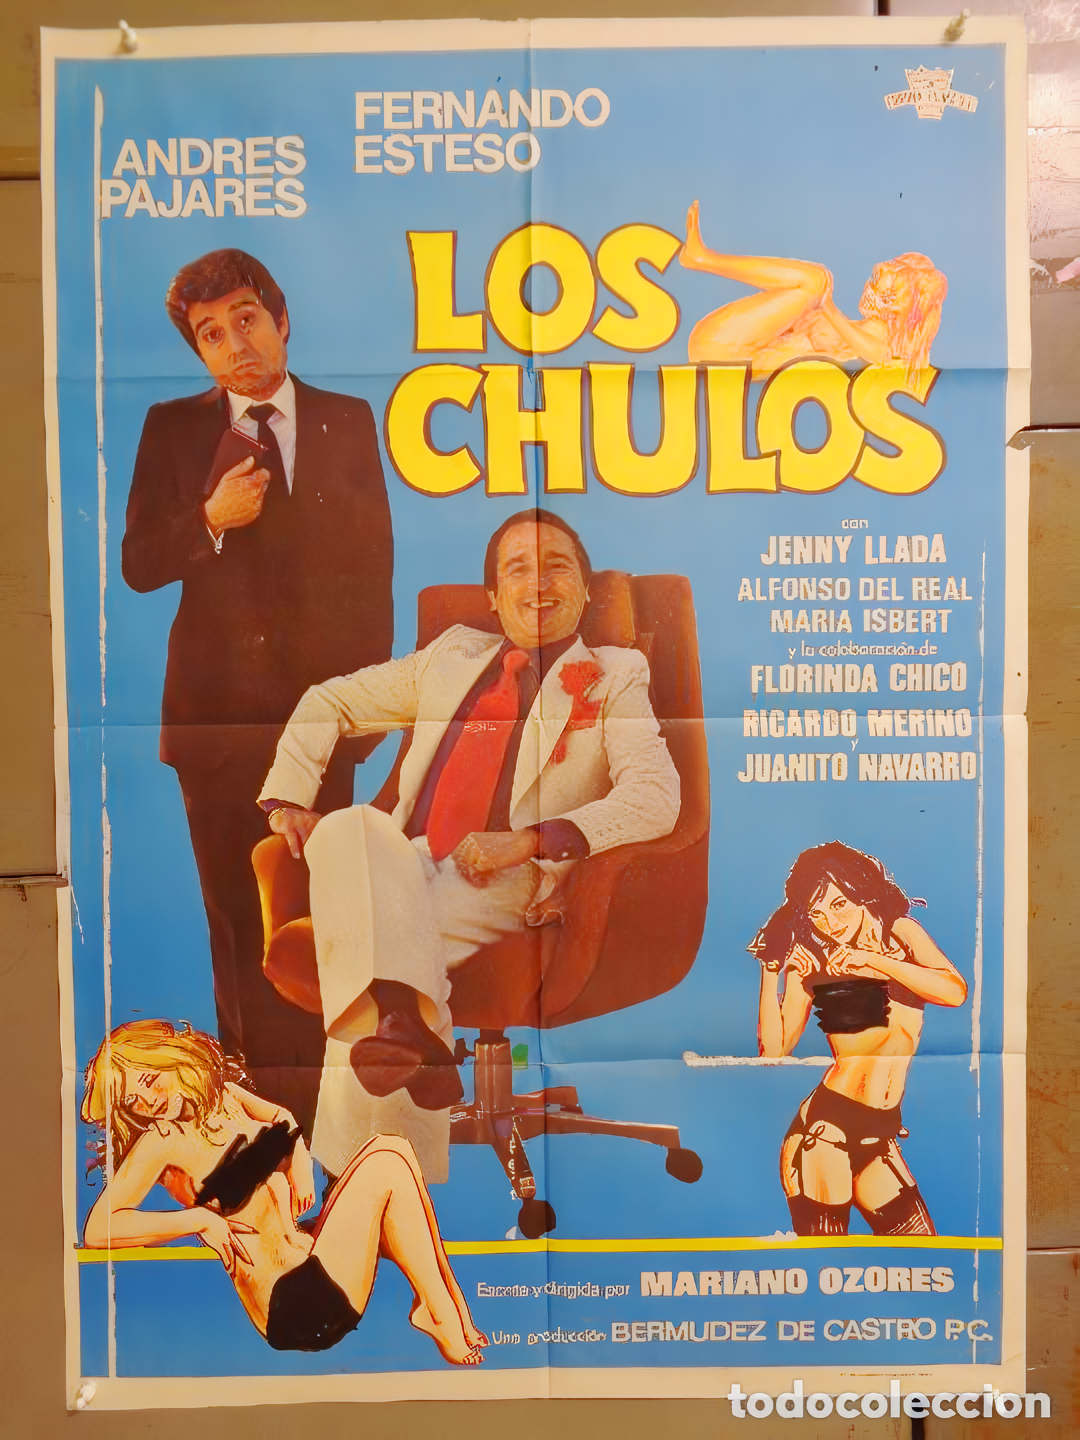 FERNANDO
ESTESO
ANDRES
PAJARES
LOS
CHULOS
con
JENNY LLADA
ALFONSO DEL REAL
MARIA ISBERT
y la colaboración de
FLORINDA CHICO
RICARDO MERINO
y
JUANITO NAVARRO
Escrita y dirigida por MARIANO OZORES
Una producción BERMUDEZ DE CASTRO P.C.
todocoleccion